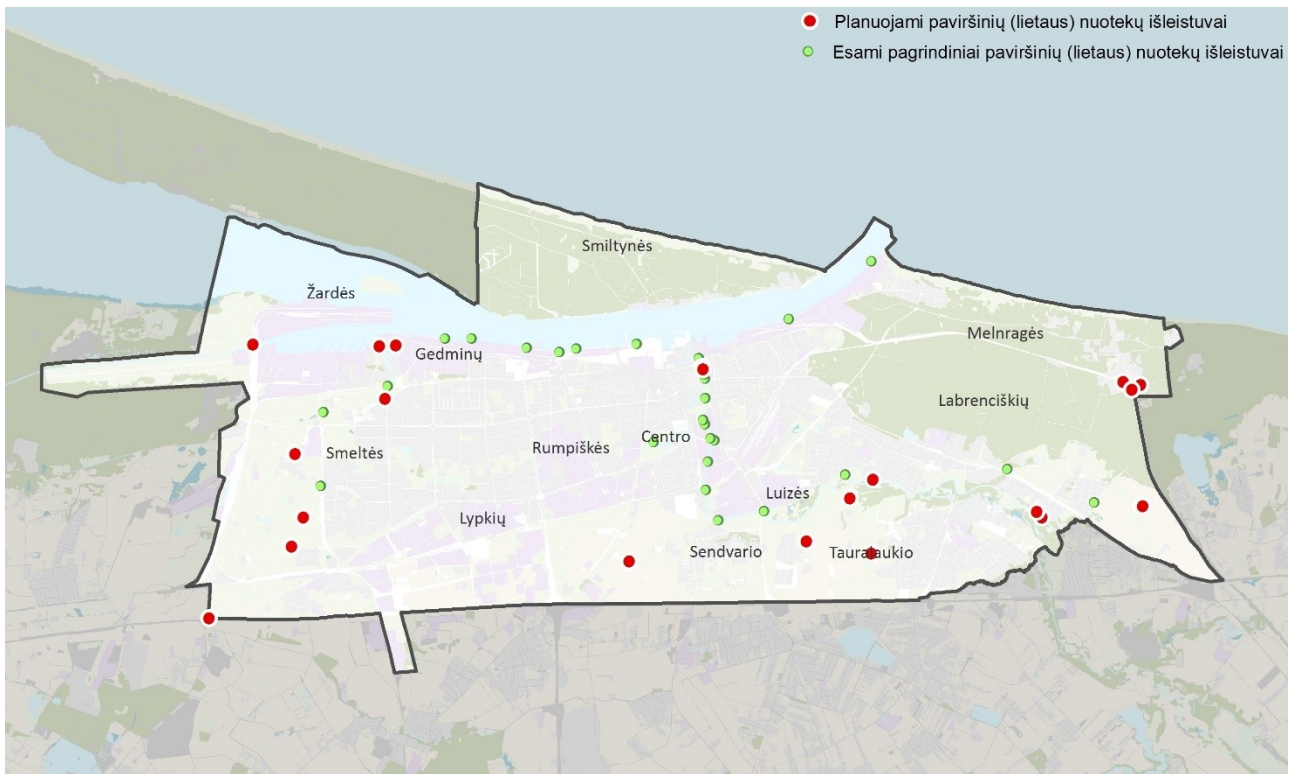 Planuojami paviršinių (lietaus) nuotekų išleistuvai
Esami pagrindiniai paviršinių (lietaus) nuotekų išleistuvai
Smiltynės
Žardės
Melnragės
Gedminų
Labrenciškių
Centro
Rumpiškės
Smeltės
Luizės
Lypkių
Sendvario
Tauralaukio